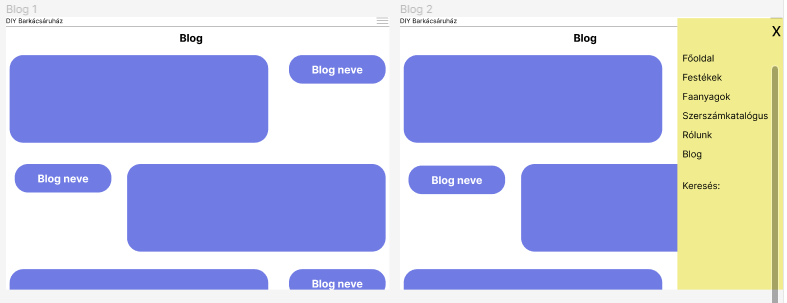 Blog 1
DIY Barkácsáruház
Blog
Blog neve
Blog neve
Blog neve
Blog 2
DIY Barkácsáruház
Blog
Blog neve
X
Főoldal
Festékek
Faanyagok
Szerszámkatalógus
Rólunk
Blog
Keresés: